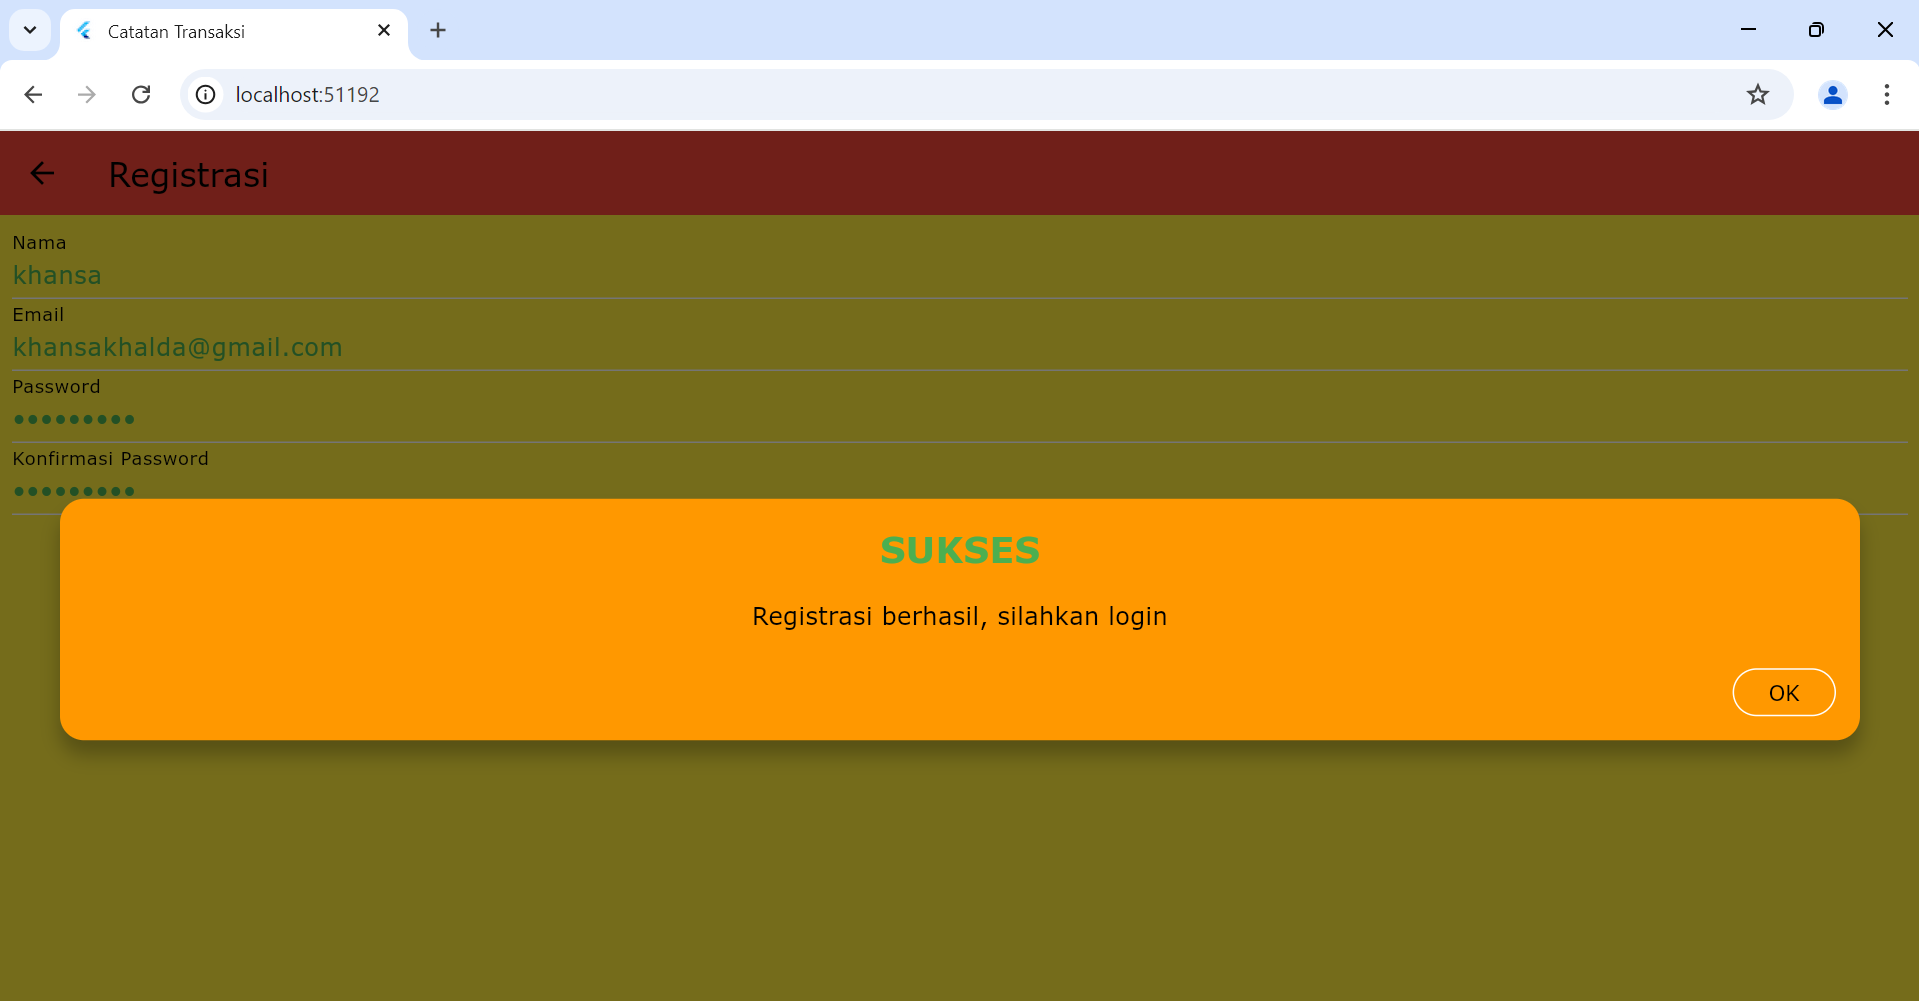 Catatan Transaksi
localhost:51192
Registrasi
Nama
khansa
Email
khansakhalda@gmail.com
Password
•••••••••
Konfirmasi Password
•••••••••
SUKSES
Registrasi berhasil, silahkan login
OK